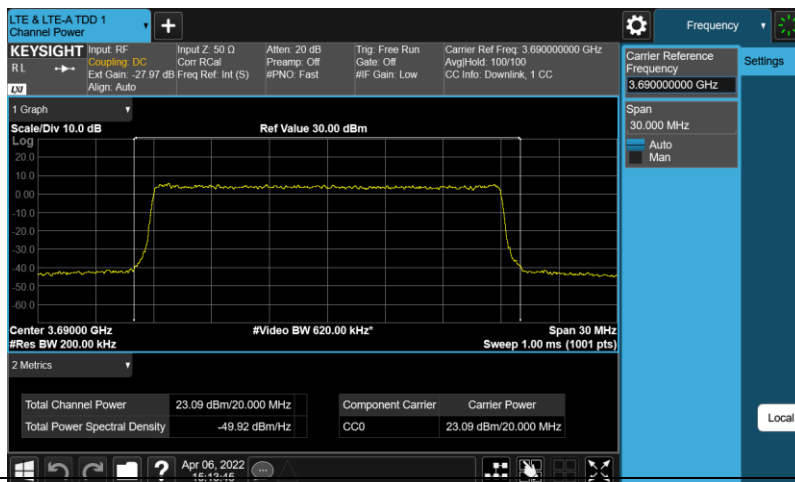 LTE & LTE-A TDD 1
Channel Power
Frequency
KEYSIGHT
RL
LXI
Input: RF
Coupling: DC
Ext Gain: -27.97 dB
Align: Auto
Input Z: 50 Ω
Corr RCal
Freq Ref: Int (S)
Atten: 20 dB
Preamp: Off
#PNO: Fast
Trig: Free Run
Gate: Off
#IF Gain: Low
Carrier Ref Freq: 3.690000000 GHz
Avg|Hold: 100/100
CC Info: Downlink, 1 CC
Carrier Reference
Frequency
3.690000000 GHz
Settings
Span
30.000 MHz
Auto
Man
1 Graph
Scale/Div 10.0 dB
Ref Value 30.00 dBm
Log
20.0
10.0
0.00
-10.0
-20.0
-30.0
-40.0
-50.0
-60.0
Center 3.69000 GHz
#Video BW 620.00 kHz*
Span 30 MHz
#Res BW 200.00 kHz
Sweep 1.00 ms (1001 pts)
2 Metrics
Total Channel Power 23.09 dBm/20.000 MHz
Total Power Spectral Density -49.92 dBm/Hz
Component Carrier Carrier Power
CC0 23.09 dBm/20.000 MHz
Local
?
Apr 06, 2022
15:13:45